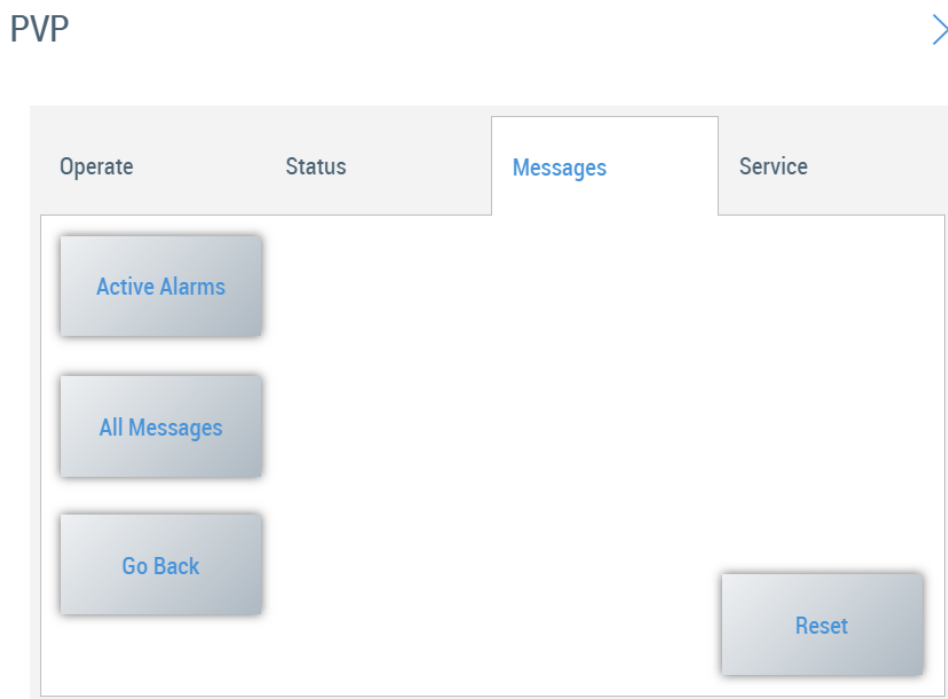 PVP
Operate Status Messages Service
Active Alarms
All Messages
Go Back
Reset